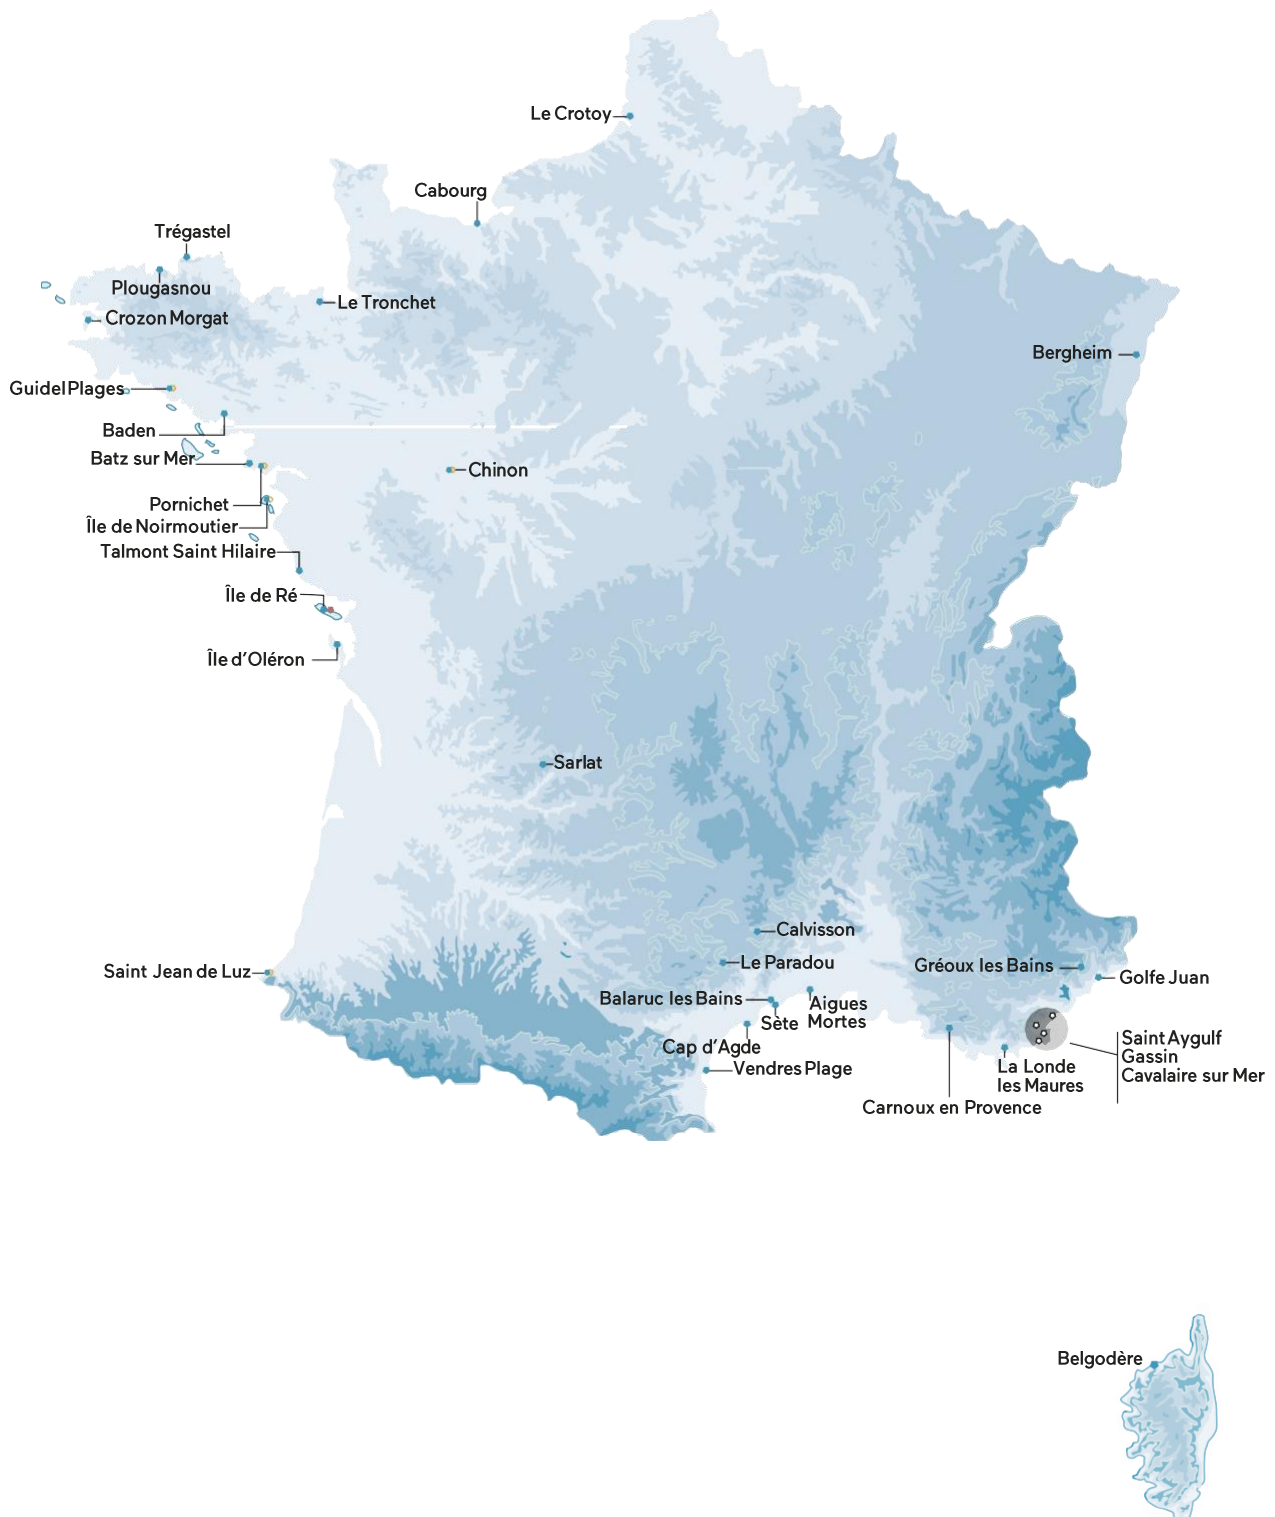 Le Crotoy
Cabourg
Trégastel
Plougasnou
Le Tronchet
Crozon Morgat
Bergheim
Guidel Plages
Baden
Batz sur Mer
Chinon
Pornichet
Île de Noirmoutier
Talmont Saint Hilaire
Île de Ré
Île d'Oléron
Sarlat
Calvisson
Le Paradou
Gréoux les Bains
Saint Jean de Luz
Golfe Juan
Balaruc les Bains
Aigues
Mortes
Sète
Cap d'Agde
Vendres Plage
Saint Aygulf
Gassin
Cavalaire sur Mer
La Londe
les Maures
Carnoux en Provence
Belgodère